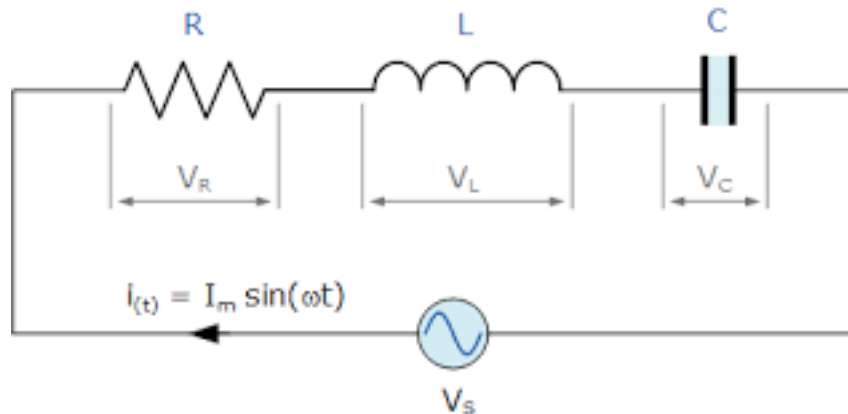 R L C
V_R V_L V_C
i_(t) = I_m sin(ωt)
V_S